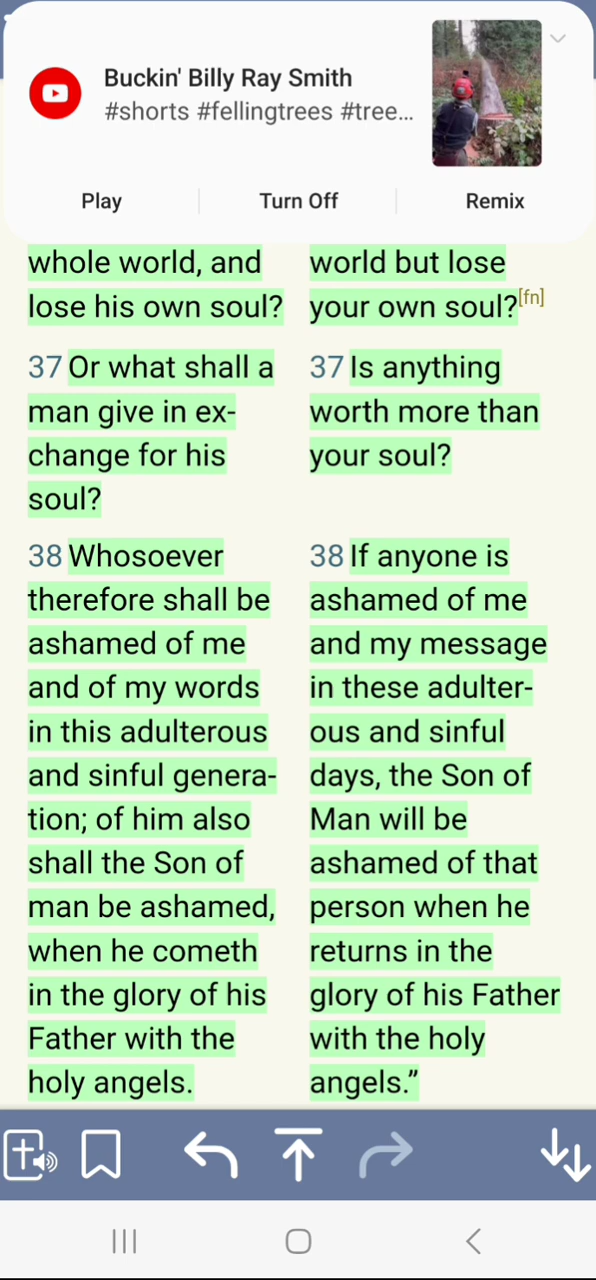 Buckin' Billy Ray Smith
#shorts #fellingtrees #tree...
Play
Turn Off
Remix
whole world, and
lose his own soul?
37 Or what shall a
man give in ex-
change for his
soul?
38 Whosoever
therefore shall be
ashamed of me
and of my words
in this adulterous
and sinful genera-
tion; of him also
shall the Son of
man be ashamed,
when he cometh
in the glory of his
Father with the
holy angels.
world but lose
your own soul?[fn]
37 Is anything
worth more than
your soul?
38 If anyone is
ashamed of me
and my message
in these adulter-
ous and sinful
days, the Son of
Man will be
ashamed of that
person when he
returns in the
glory of his Father
with the holy
angels.”